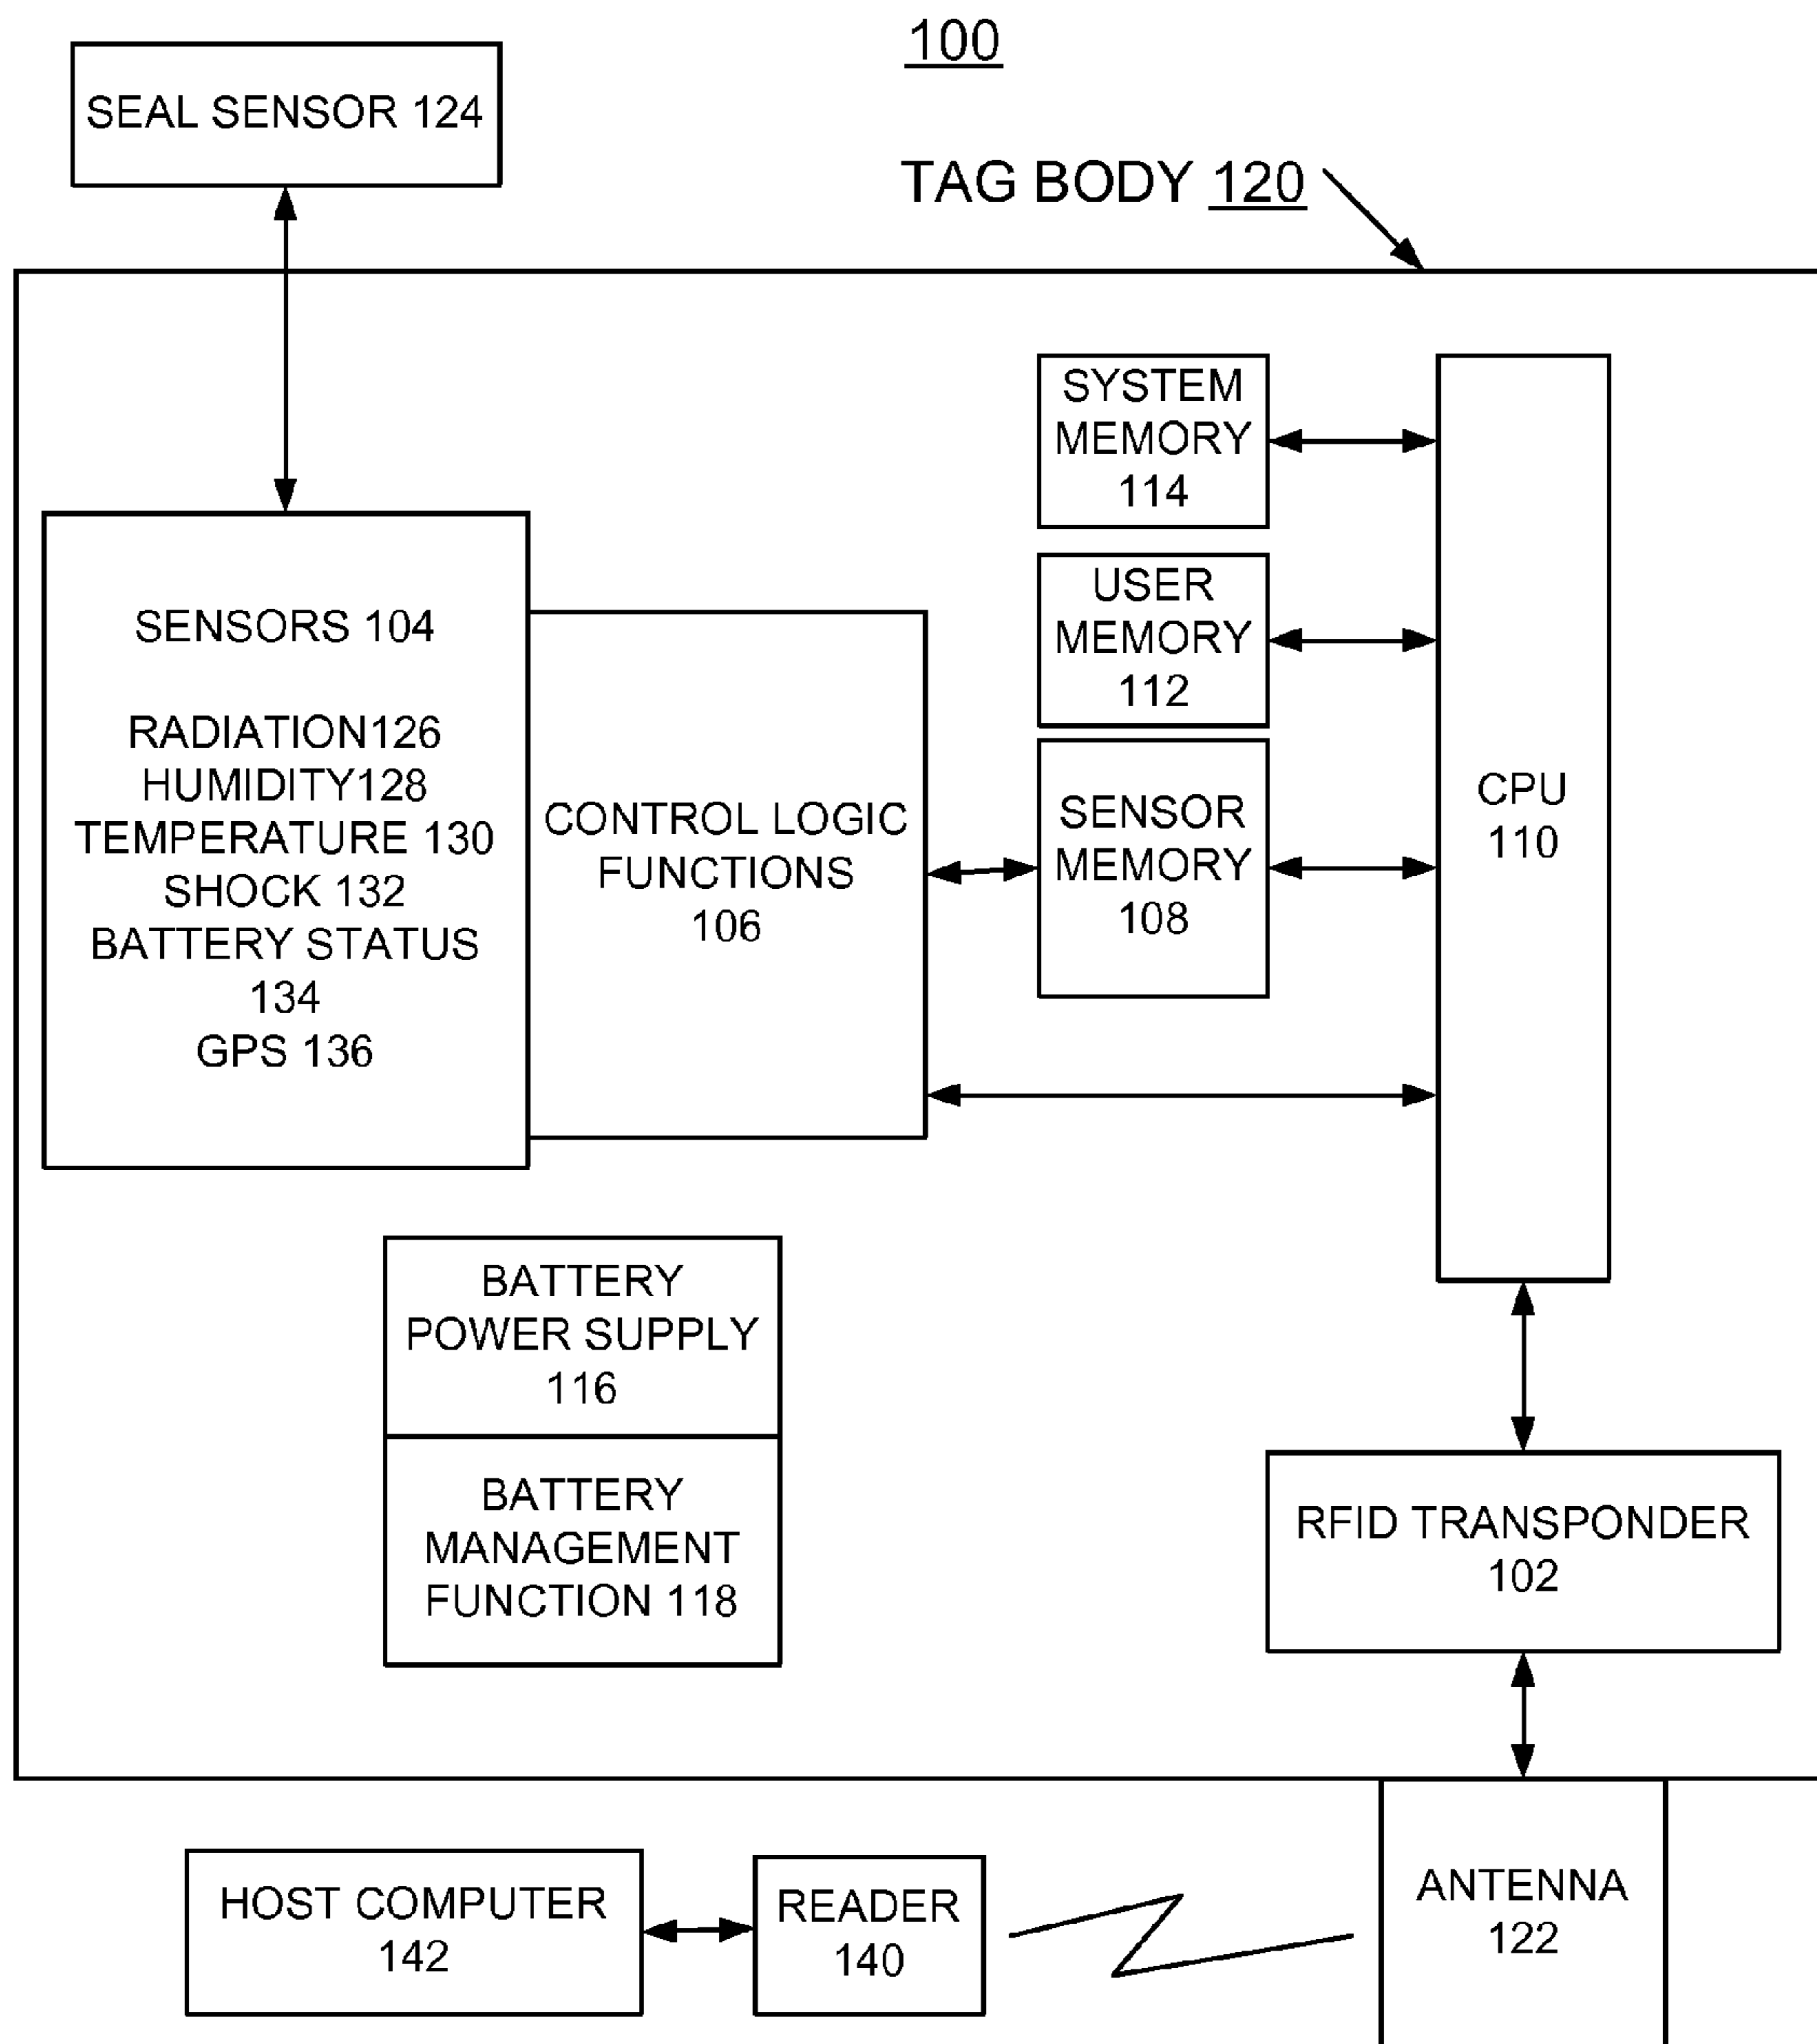 100
SEAL SENSOR 124
TAG BODY 120
SYSTEM
MEMORY
114
USER
MEMORY
112
SENSOR
MEMORY
108
CPU
110
SENSORS 104
RADIATION126
HUMIDITY128
TEMPERATURE 130
SHOCK 132
BATTERY STATUS
134
GPS 136
CONTROL LOGIC
FUNCTIONS
106
BATTERY
POWER SUPPLY
116
BATTERY
MANAGEMENT
FUNCTION 118
RFID TRANSPONDER
102
HOST COMPUTER
142
READER
140
ANTENNA
122